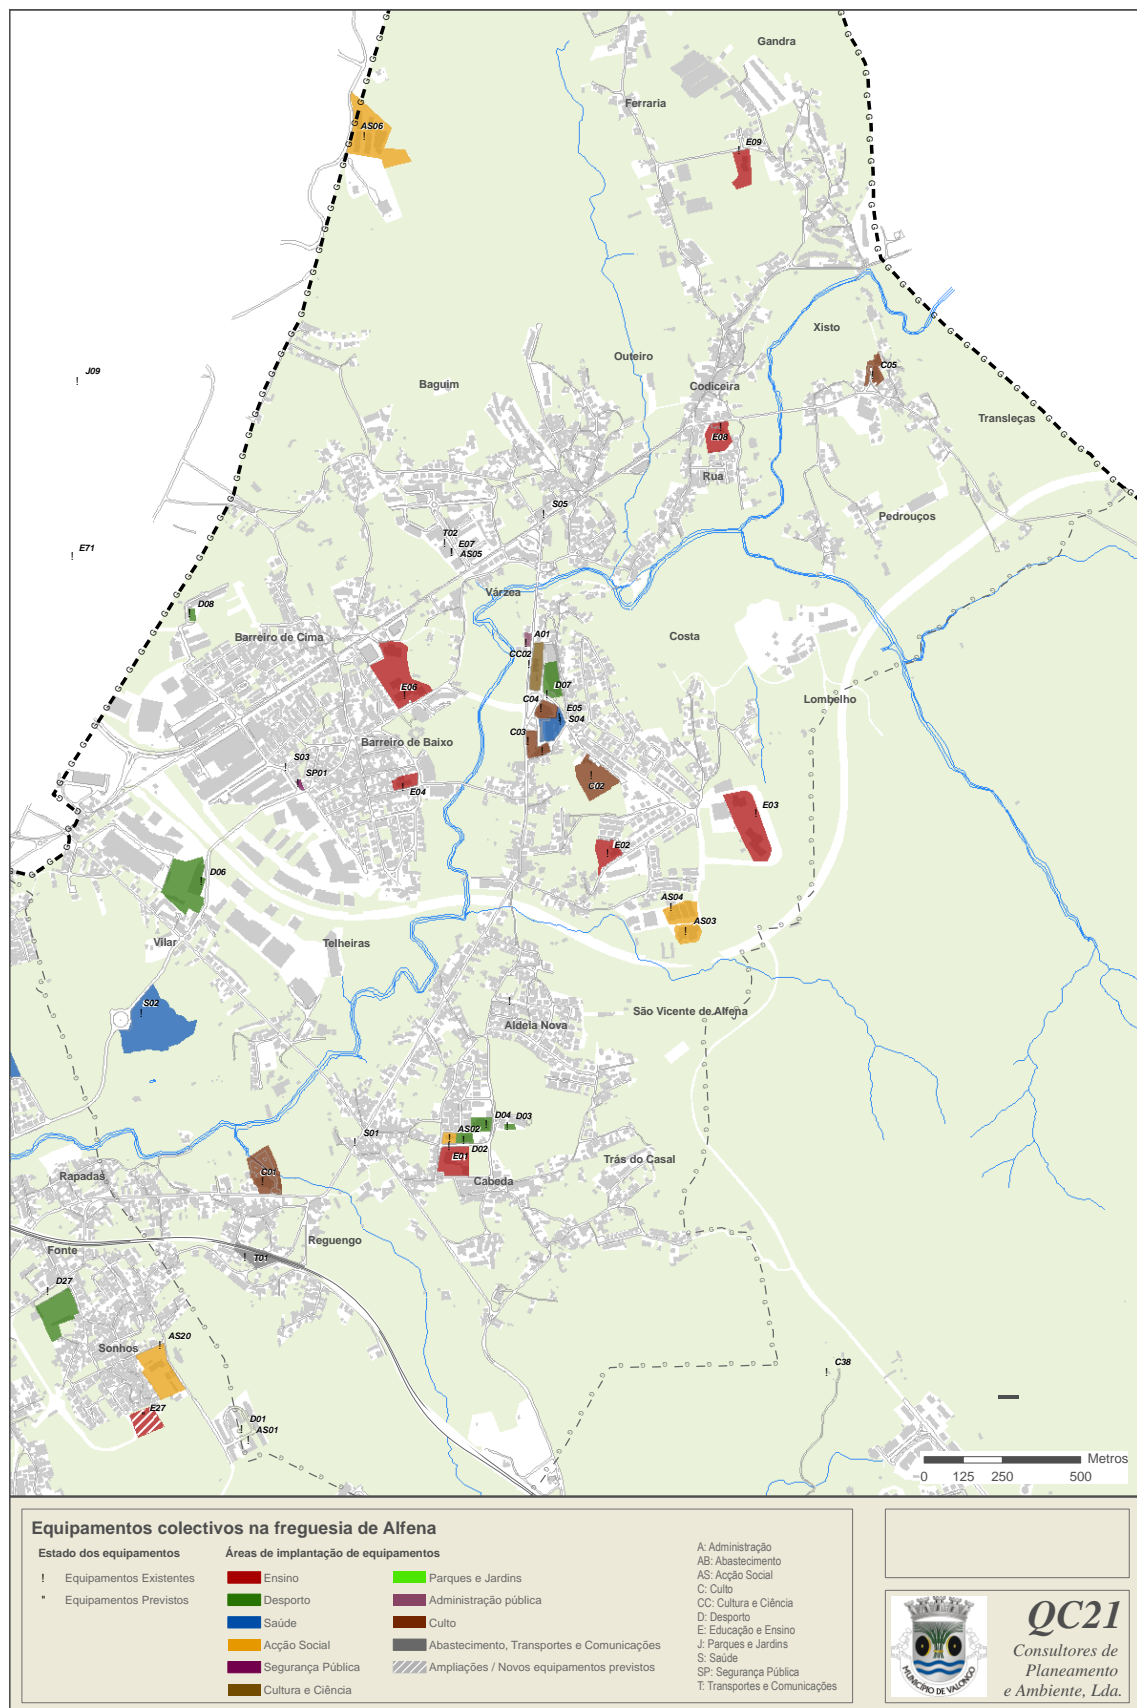 Gandra
Ferraria
AS06
E09
Xisto
Outeiro
C05
J09
Baguim
Codiceira
Transleças
E08
Rua
S05
Pedrouços
T02
E07
AS05
E71
Várzea
D08
Barreiro de Cima
A01
Costa
CC02
E06
D07
C04
E05
S04
Lombelho
C03
Barreiro de Baixo
S03
SP01
E04
C02
E03
E02
D06
AS04
AS03
Vilar
Telheiras
S02
São Vicente de Alfena
Aldeia Nova
D04
D03
S01
AS02
D02
E01
Trás do Casal
Rapadas
C01
Cabeda
Reguengo
Fonte
T01
D27
AS20
Sonhos
C38
E27
D01
AS01
Metros
0 125 250 500
Equipamentos colectivos na freguesia de Alfena
Estado dos equipamentos
! Equipamentos Existentes
" Equipamentos Previstos
Áreas de implantação de equipamentos
Ensino
Desporto
Saúde
Acção Social
Segurança Pública
Cultura e Ciência
Parques e Jardins
Administração pública
Culto
Abastecimento, Transportes e Comunicações
Ampliações / Novos equipamentos previstos
A: Administração
AB: Abastecimento
AS: Acção Social
C: Culto
CC: Cultura e Ciência
D: Desporto
E: Educação e Ensino
J: Parques e Jardins
S: Saúde
SP: Segurança Pública
T: Transportes e Comunicações
MUNICÍPIO DE VALONGO
QC21
Consultores de
Planeamento
e Ambiente, Lda.